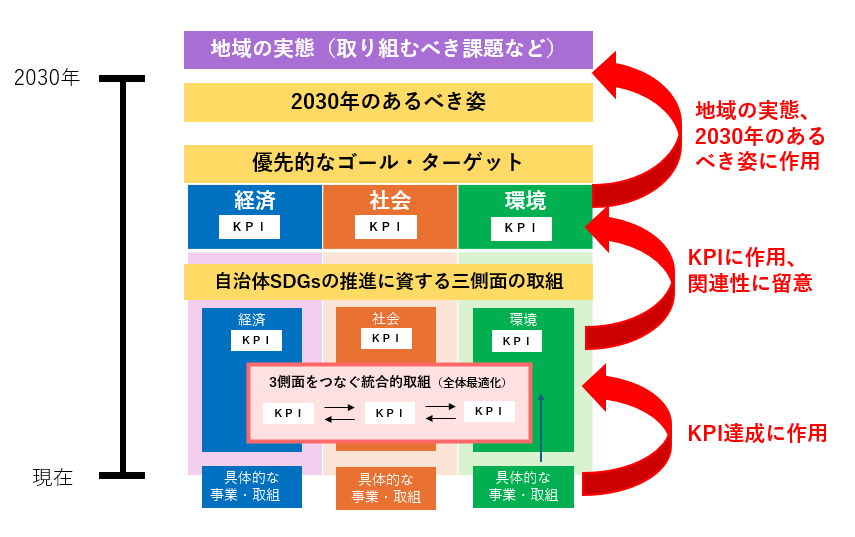 地域の実態（取り組むべき課題など）
2030年
2030年のあるべき姿
地域の実態、
2030年のある
べき姿に作用
優先的なゴール・ターゲット
経済
社会
環境
ＫＰＩ
ＫＰＩ
ＫＰＩ
KPIに作用、
関連性に留意
自治体SDGsの推進に資する三側面の取組
経済
社会
環境
ＫＰＩ
ＫＰＩ
ＫＰＩ
3側面をつなぐ統合的取組（全体最適化）
ＫＰＩ
ＫＰＩ
ＫＰＩ
KPI達成に作用
現在
具体的な
事業・取組
具体的な
事業・取組
具体的な
事業・取組